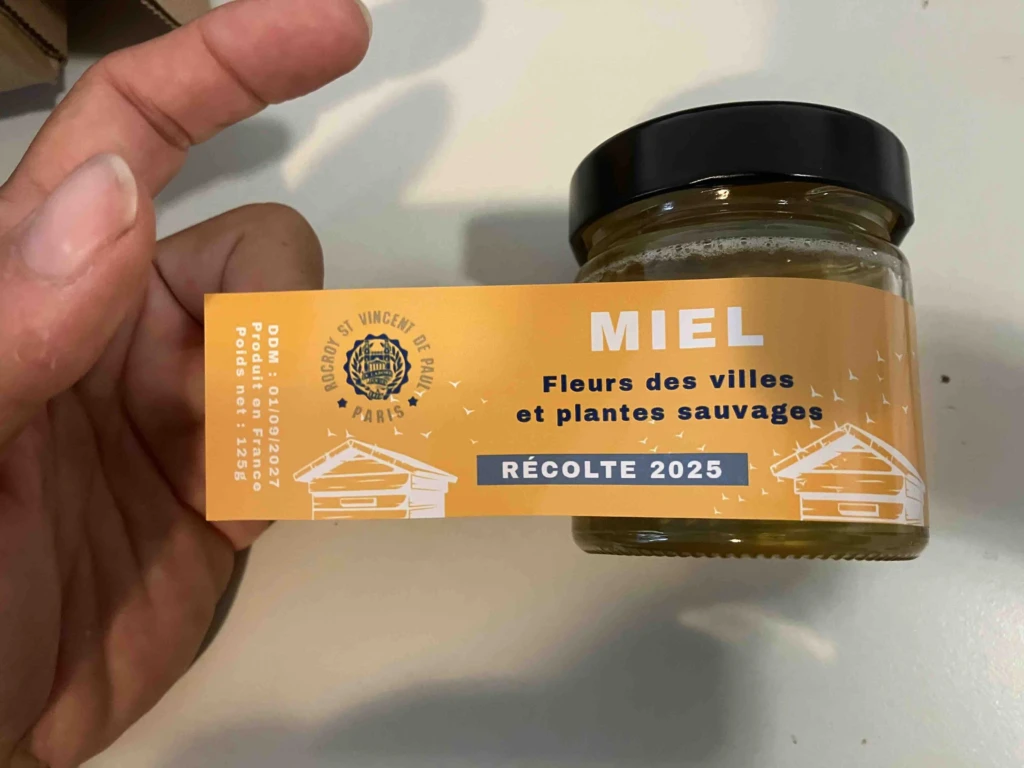 MIEL
Fleurs des villes
et plantes sauvages
RÉCOLTE 2025
ROCROY ST VINCENT DE PAUL
PARIS
DDM : 01/09/2027
Produit en France
Poids net : 125g